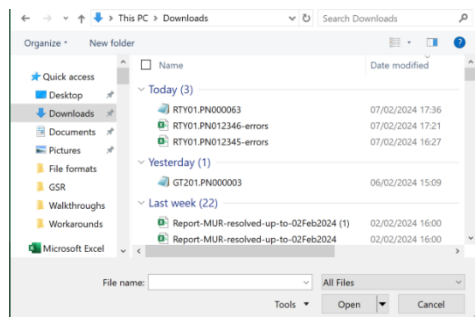 This PC > Downloads
Search Downloads
Organize
New folder
Name
Date modified
Quick access
Desktop
Downloads
Documents
Pictures
File formats
GSR
Walkthroughs
Workarounds
Microsoft Excel
Today (3)
RTY01.PN000063 07/02/2024 17:36
RTY01.PN012346-errors 07/02/2024 17:21
RTY01.PN012345-errors 07/02/2024 16:27
Yesterday (1)
GT201.PN000003 06/02/2024 15:09
Last week (22)
Report-MUR-resolved-up-to-02Feb2024 (1) 02/02/2024 16:00
Report-MUR-resolved-up-to-02Feb2024 02/02/2024 16:00
File name:
All Files
Tools
Open
Cancel